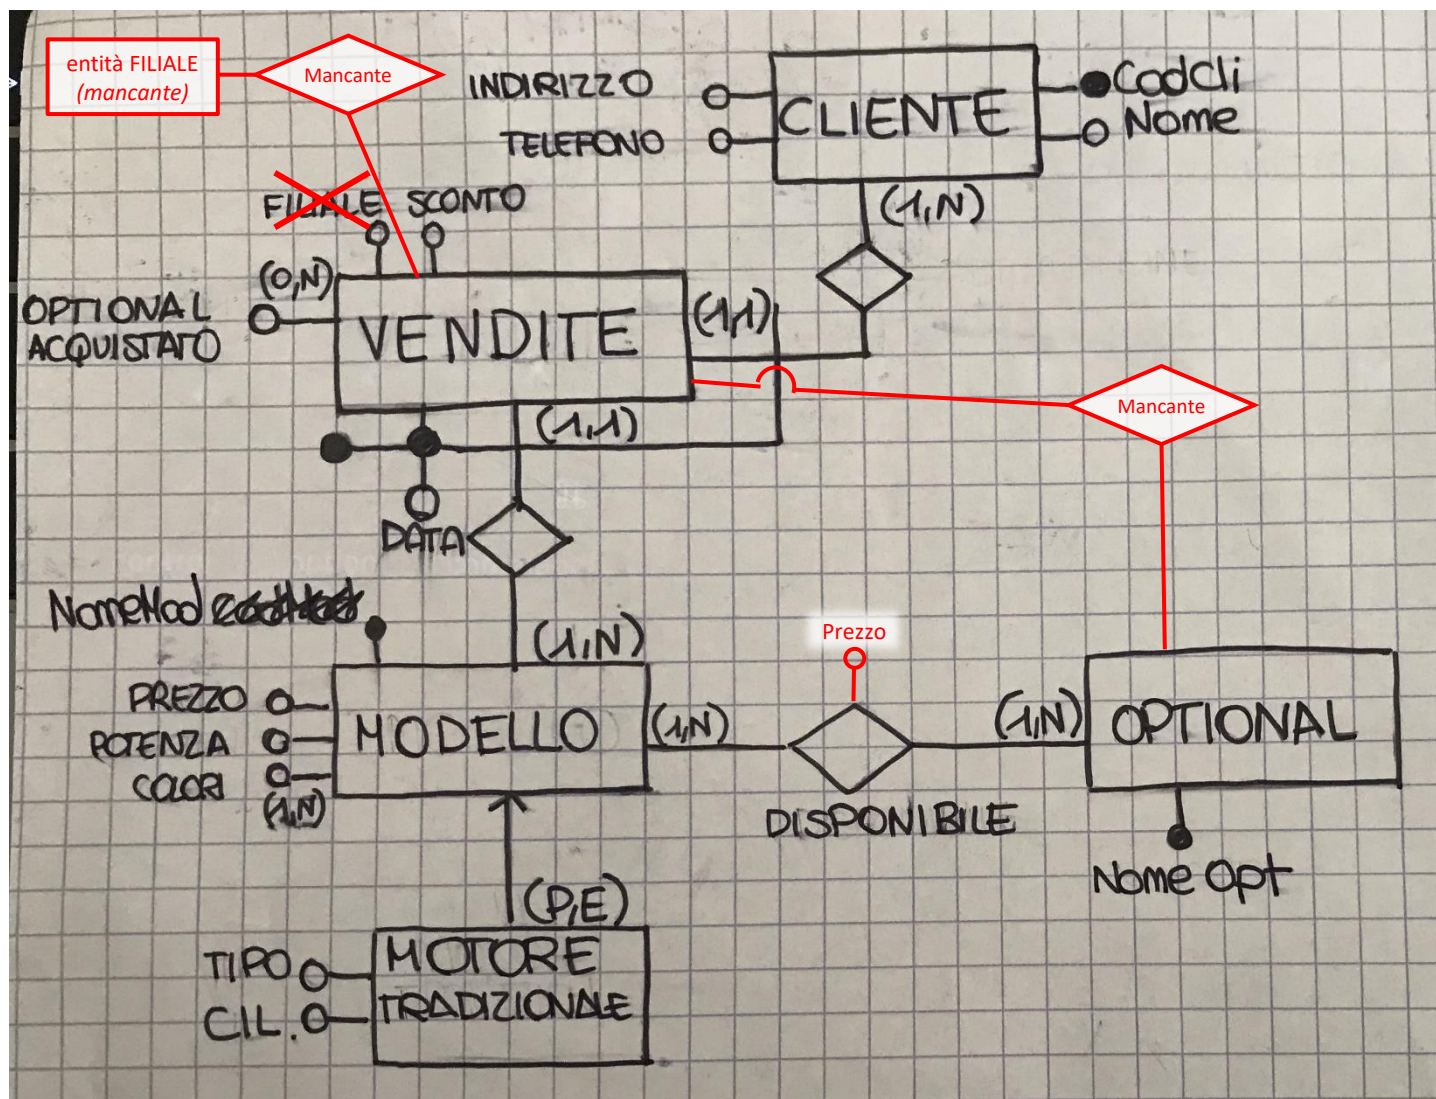 entità FILIALE
(mancante)
Mancante
INDIRIZZO
TELEFONO
CLIENTE
CodCli
Nome
(1,N)
FILIALE SCONTO
(0,N)
OPTIONAL
ACQUISTATO
VENDITE
(1,1)
Mancante
(1,1)
DATA
NomeMod
(1,N)
Prezzo
PREZZO
POTENZA
COLORI
(1,N)
MODELLO
(1,N)
(1,N)
OPTIONAL
DISPONIBILE
Nome Opt
(P,E)
TIPO
CIL.
MOTORE
TRADIZIONALE